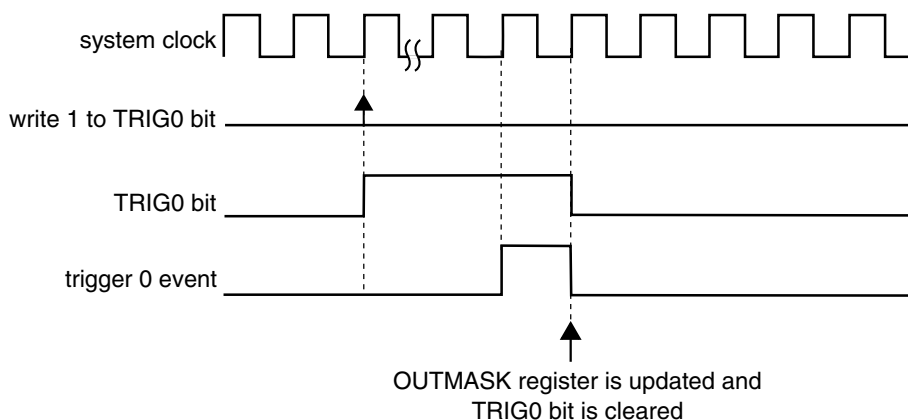 system clock
write 1 to TRIG0 bit
TRIG0 bit
trigger 0 event
OUTMASK register is updated and
TRIG0 bit is cleared